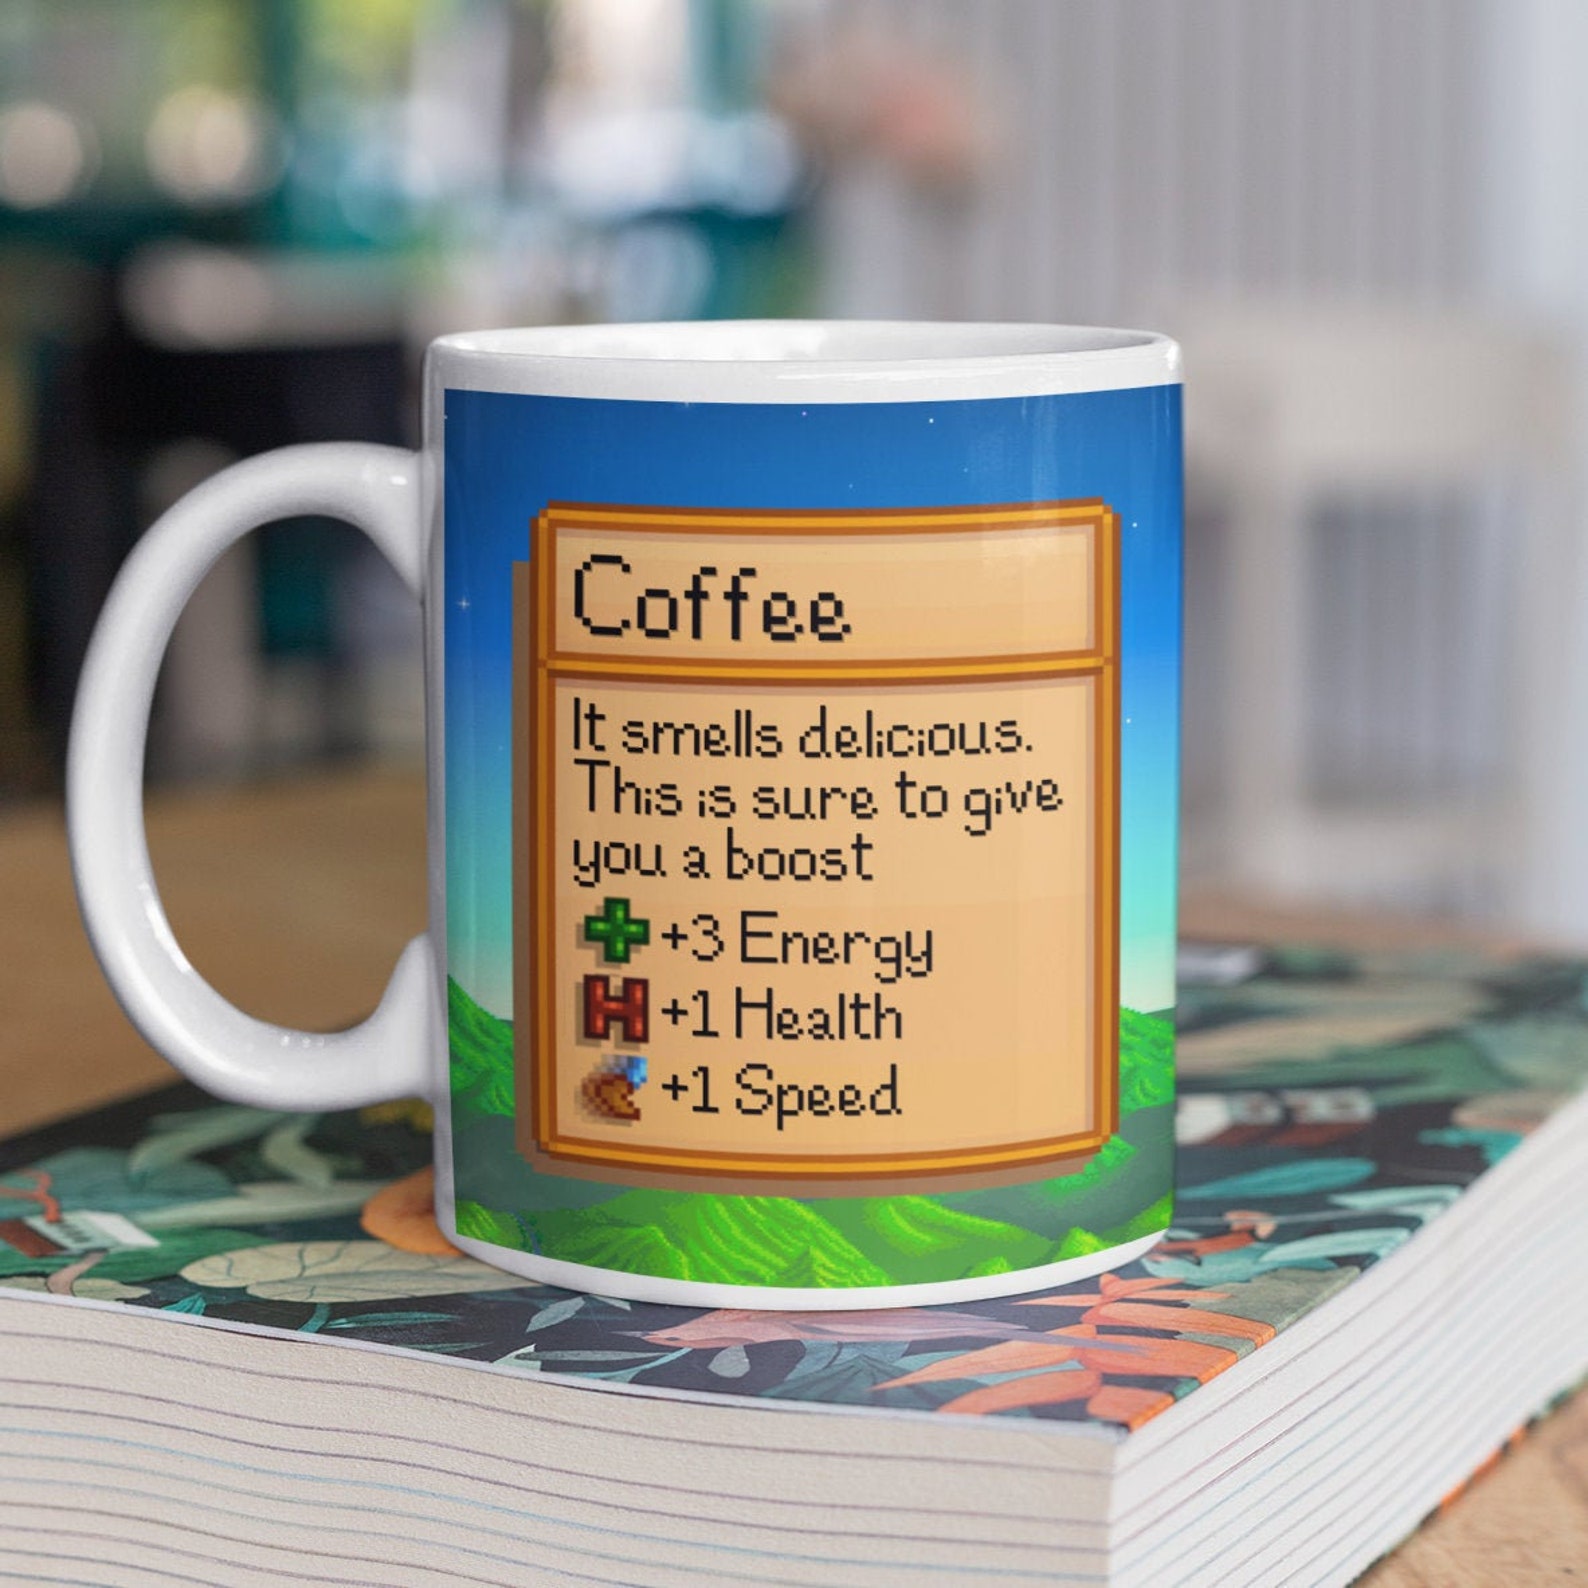 Coffee
It smells delicious.
This is sure to give
you a boost
+3 Energy
H +1 Health
+1 Speed